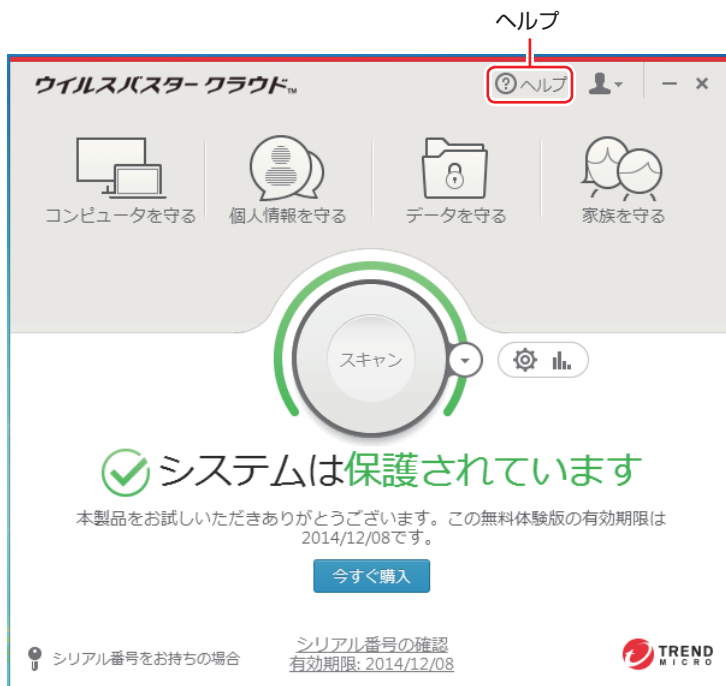 ヘルプ
ウイルスバスター クラウド™
ヘルプ
コンピュータを守る
個人情報を守る
データを守る
家族を守る
スキャン
システムは保護されています
本製品をお試しいただきありがとうございます。この無料体験版の有効期限は
2014/12/08です。
今すぐ購入
シリアル番号をお持ちの場合
シリアル番号の確認
有効期限: 2014/12/08
TREND
MICRO